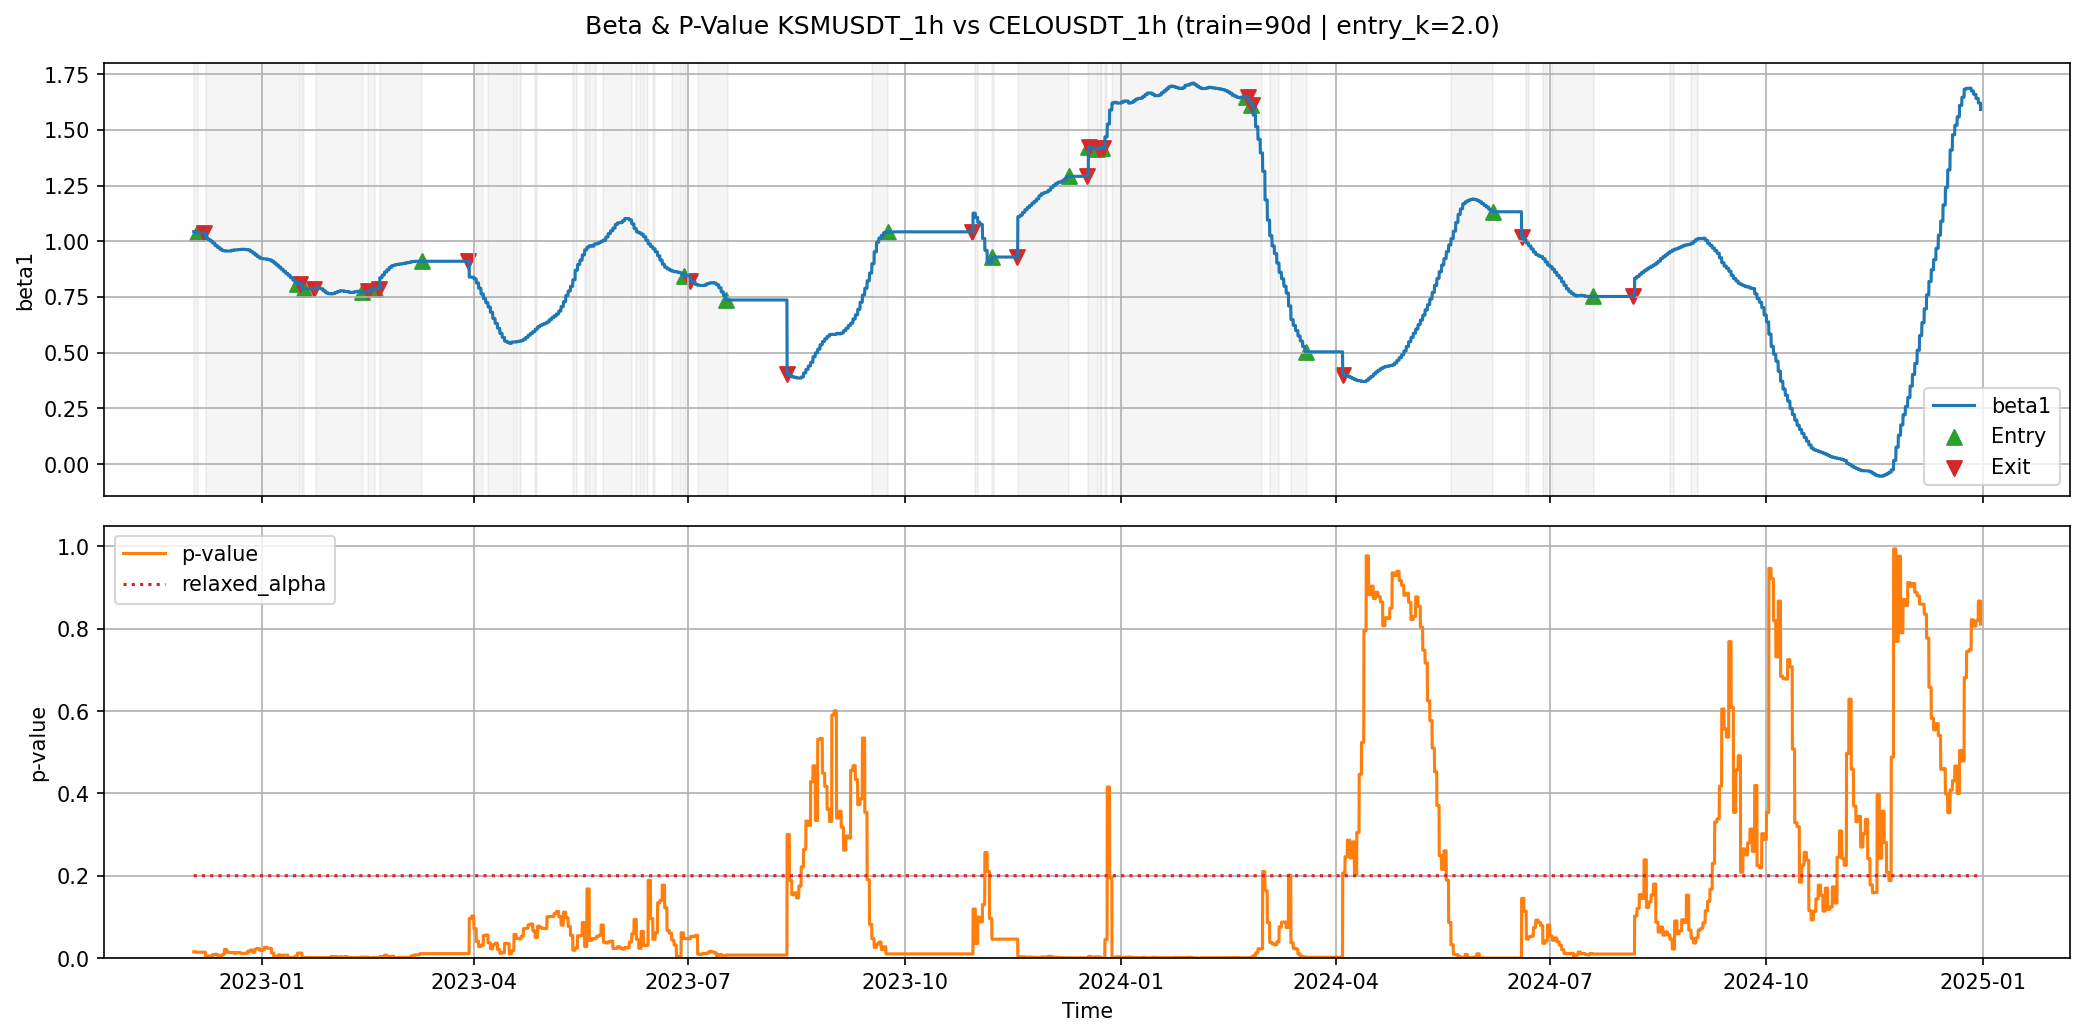 Beta & P-Value KSMUSDT_1h vs CELOUSDT_1h (train=90d | entry_k=2.0)
1.75
1.50
1.25
1.00
0.75
0.50
0.25
0.00
beta1
beta1
Entry
Exit
1.0
0.8
0.6
0.4
0.2
0.0
p-value
p-value
relaxed_alpha
2023-01
2023-04
2023-07
2023-10
2024-01
2024-04
2024-07
2024-10
2025-01
Time